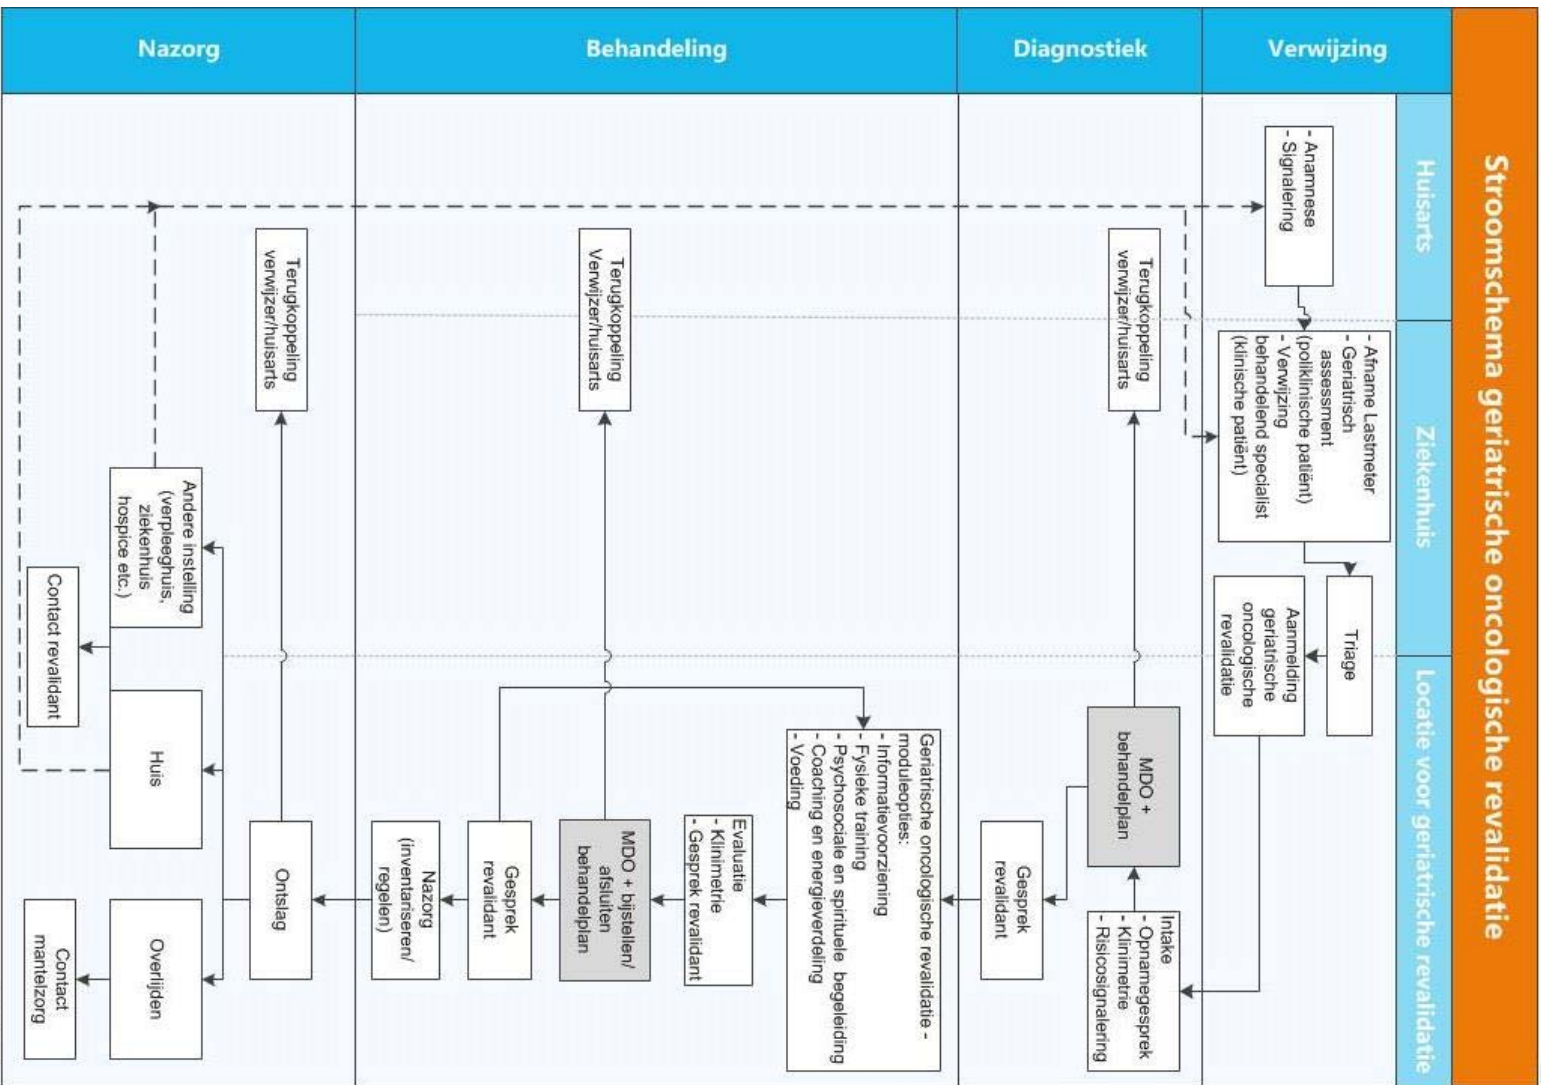 Stroomschema geriatrische oncologische revalidatie
Huisarts
Ziekenhuis
Locatie voor geriatrische revalidatie
Verwijzing
- Anamnese
- Signalering
- Afname Lastmeter
- Geriatrisch
assessment
(poliklinische patiënt)
- Verwijzing
behandelend specialist
(klinische patiënt)
Triage
Aanmelding
geriatrische
oncologische
revalidatie
Diagnostiek
Terugkoppeling
verwijzer/huisarts
MDO +
behandelplan
Intake
- Opnamegesprek
- Klinimetrie
- Risicosignalering
Gesprek
revalidant
Behandeling
Geriatrische oncologische revalidatie -
moduleopties:
- Informatievoorziening
- Fysieke training
- Psychosociale en spirituele begeleiding
- Coaching en energieverdeling
- Voeding
Evaluatie
- Klinimetrie
- Gesprek revalidant
Terugkoppeling
Verwijzer/huisarts
MDO + bijstellen/
afsluiten
behandelplan
Gesprek
revalidant
Nazorg
(inventariseren/
regelen)
Nazorg
Terugkoppeling
verwijzer/huisarts
Ontslag
Andere instelling
(verpleeghuis,
ziekenhuis
hospice etc.)
Huis
Overlijden
Contact revalidant
Contact
mantelzorg